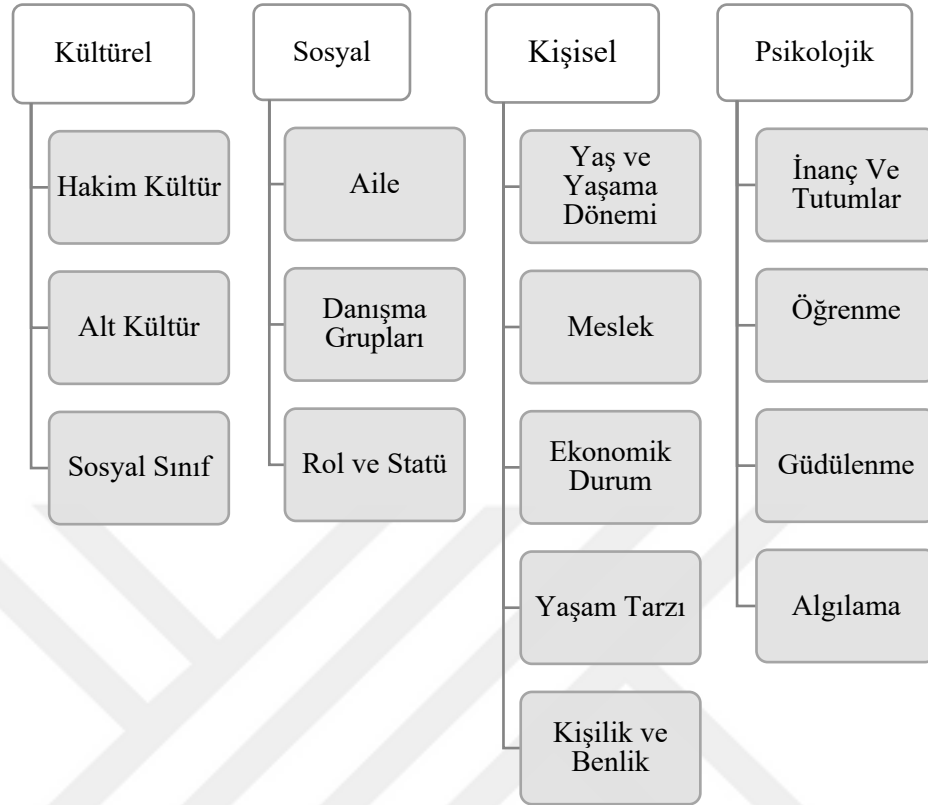 Kültürel
Hakim Kültür
Alt Kültür
Sosyal Sınıf
Sosyal
Aile
Danışma
Grupları
Rol ve Statü
Kişisel
Yaş ve
Yaşama
Dönemi
Meslek
Ekonomik
Durum
Yaşam Tarzı
Kişilik ve
Benlik
Psikolojik
İnanç Ve
Tutumlar
Öğrenme
Güdülenme
Algılama